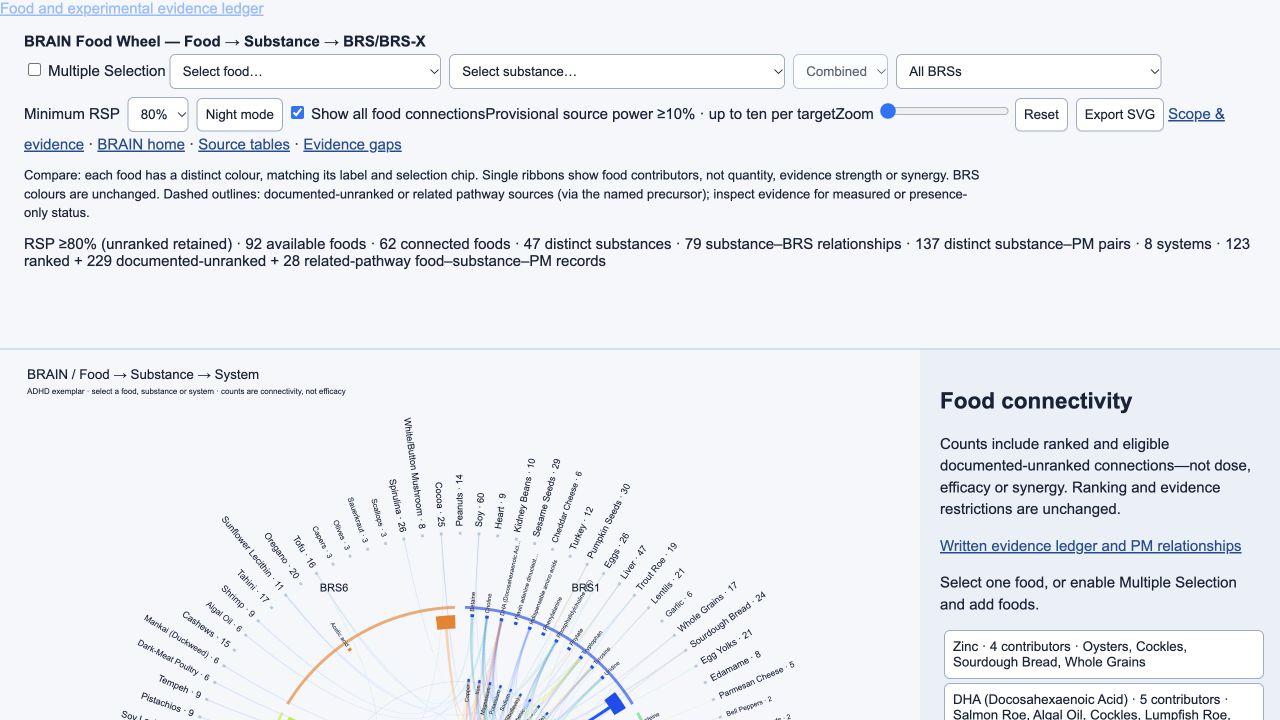 Food and experimental evidence ledger
BRAIN Food Wheel — Food → Substance → BRS/BRS-X
Multiple Selection Select food… Select substance… Combined All BRSs
Minimum RSP 80% Night mode Show all food connectionsProvisional source power ≥10% · up to ten per targetZoom Reset Export SVG Scope &
evidence · BRAIN home · Source tables · Evidence gaps
Compare: each food has a distinct colour, matching its label and selection chip. Single ribbons show food contributors, not quantity, evidence strength or synergy. BRS
colours are unchanged. Dashed outlines: documented-unranked or related pathway sources (via the named precursor); inspect evidence for measured or presence-
only status.
RSP ≥80% (unranked retained) · 92 available foods · 62 connected foods · 47 distinct substances · 79 substance–BRS relationships · 137 distinct substance–PM pairs · 8 systems · 123
ranked + 229 documented-unranked + 28 related-pathway food–substance–PM records
BRAIN / Food → Substance → System
ADHD exemplar · select a food, substance or system · counts are connectivity, not efficacy
Pistachios · 9
Tempeh · 9
Dark-Meat Poultry · 6
Mankai (Duckweed) · 6
Cashews · 15
Algal Oil · 6
Shrimp · 9
Tahini · 17
Sunflower Lecithin · 11
Oregano · 20
Tofu · 16
Capers · 3
Olives · 3
Sauerkraut · 3
Scallops · 3
Spirulina · 26
White/Button Mushroom · 8
Cocoa · 25
Peanuts · 14
Soy · 60
Heart · 9
Kidney Beans · 10
Sesame Seeds · 29
Cheddar Cheese · 6
Turkey · 12
Pumpkin Seeds · 30
Eggs · 26
Liver · 47
Trout Roe · 19
Lentils · 21
Garlic · 6
Whole Grains · 17
Sourdough Bread · 24
Egg Yolks · 21
Edamame · 8
Parmesan Cheese · 5
Bell Peppers · 2
BRS6
BRS1
Food connectivity
Counts include ranked and eligible
documented-unranked connections—not dose,
efficacy or synergy. Ranking and evidence
restrictions are unchanged.
Written evidence ledger and PM relationships
Select one food, or enable Multiple Selection
and add foods.
Zinc · 4 contributors · Oysters, Cockles,
Sourdough Bread, Whole Grains
DHA (Docosahexaenoic Acid) · 5 contributors ·
Salmon Roe, Algal Oil, Cockles, Lumpfish Roe,